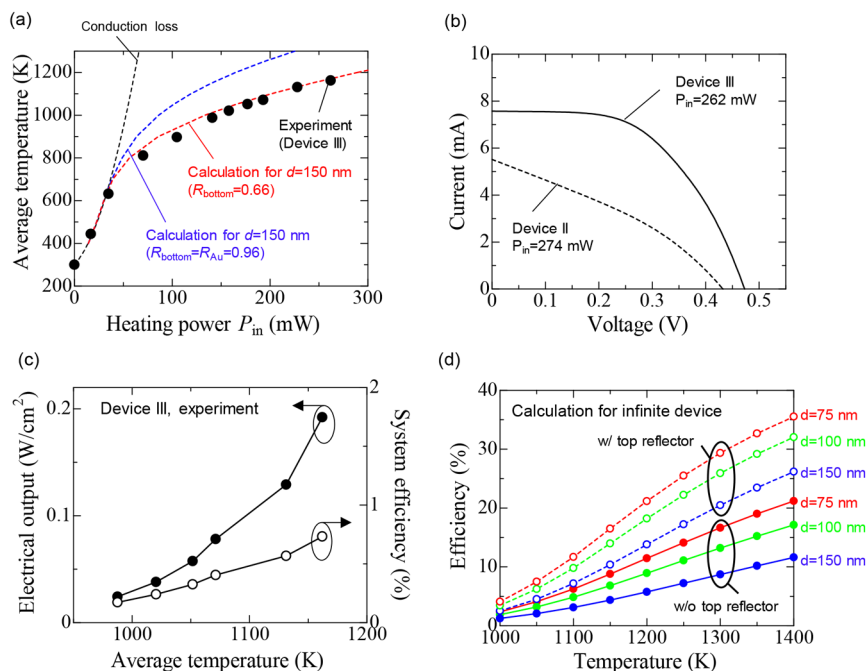 (a)
Conduction loss
1200
1000
800
600
400
200
0
100
200
300
Average temperature (K)
Heating power Pin (mW)
Experiment
(Device III)
Calculation for d=150 nm
(Rbottom=0.66)
Calculation for d=150 nm
(Rbottom=RAu=0.96)
(b)
10
8
6
4
2
0
0
0.1
0.2
0.3
0.4
0.5
Current (mA)
Voltage (V)
Device III
Pin=262 mW
Device II
Pin=274 mW
(c)
Device III, experiment
0.2
0.1
0
2
1
0
1000
1100
1200
Electrical output (W/cm2)
System efficiency (%)
Average temperature (K)
(d)
Calculation for infinite device
w/ top reflector
w/o top reflector
40
30
20
10
0
1000
1100
1200
1300
1400
Efficiency (%)
Temperature (K)
d=75 nm
d=100 nm
d=150 nm
d=75 nm
d=100 nm
d=150 nm